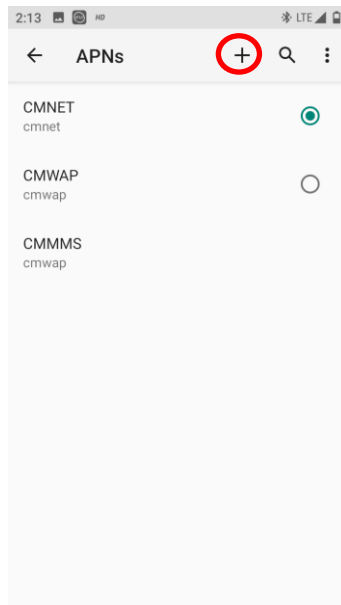 2:13 HD LTE
APNs
CMNET
cmnet
CMWAP
cmwap
CMMMS
cmwap